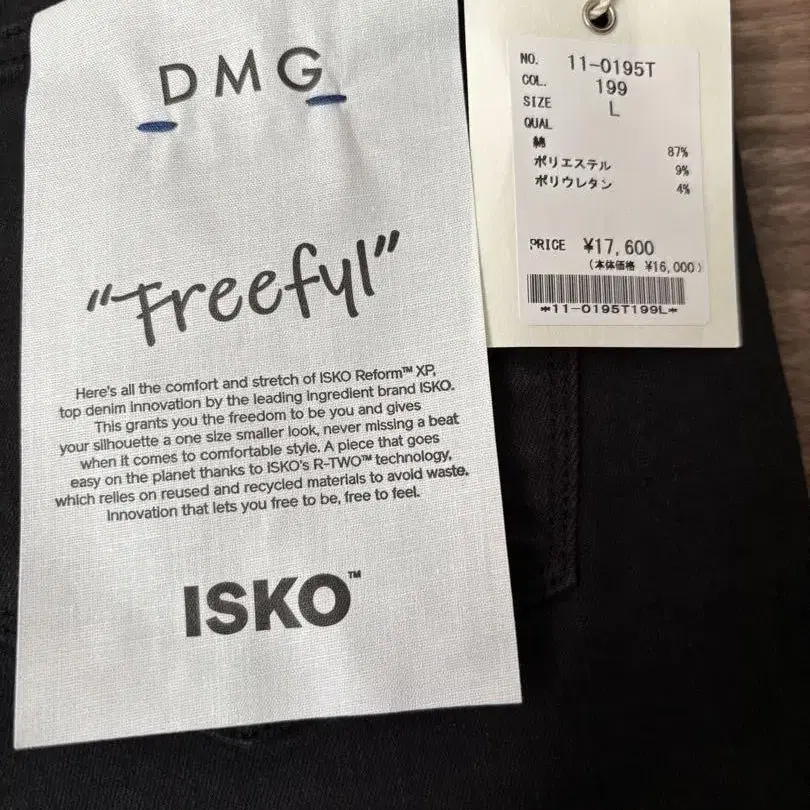 DMG
"Freeful"
Here's all the comfort and stretch of ISKO Reform™ XP,
top denim innovation by the leading ingredient brand ISKO.
This grants you the freedom to be you and gives
your silhouette a one size smaller look, never missing a beat
when it comes to comfortable style. A piece that goes
easy on the planet thanks to ISKO's R-TWO™ technology,
which relies on reused and recycled materials to avoid waste.
Innovation that lets you free to be, free to feel.
ISKO™
NO. 11-0195T
COL. 199
SIZE L
QUAL
綿 87%
ポリエステル 9%
ポリウレタン 4%
PRICE ¥17,600
(本体価格 ¥16,000)
*11-0195T199L*